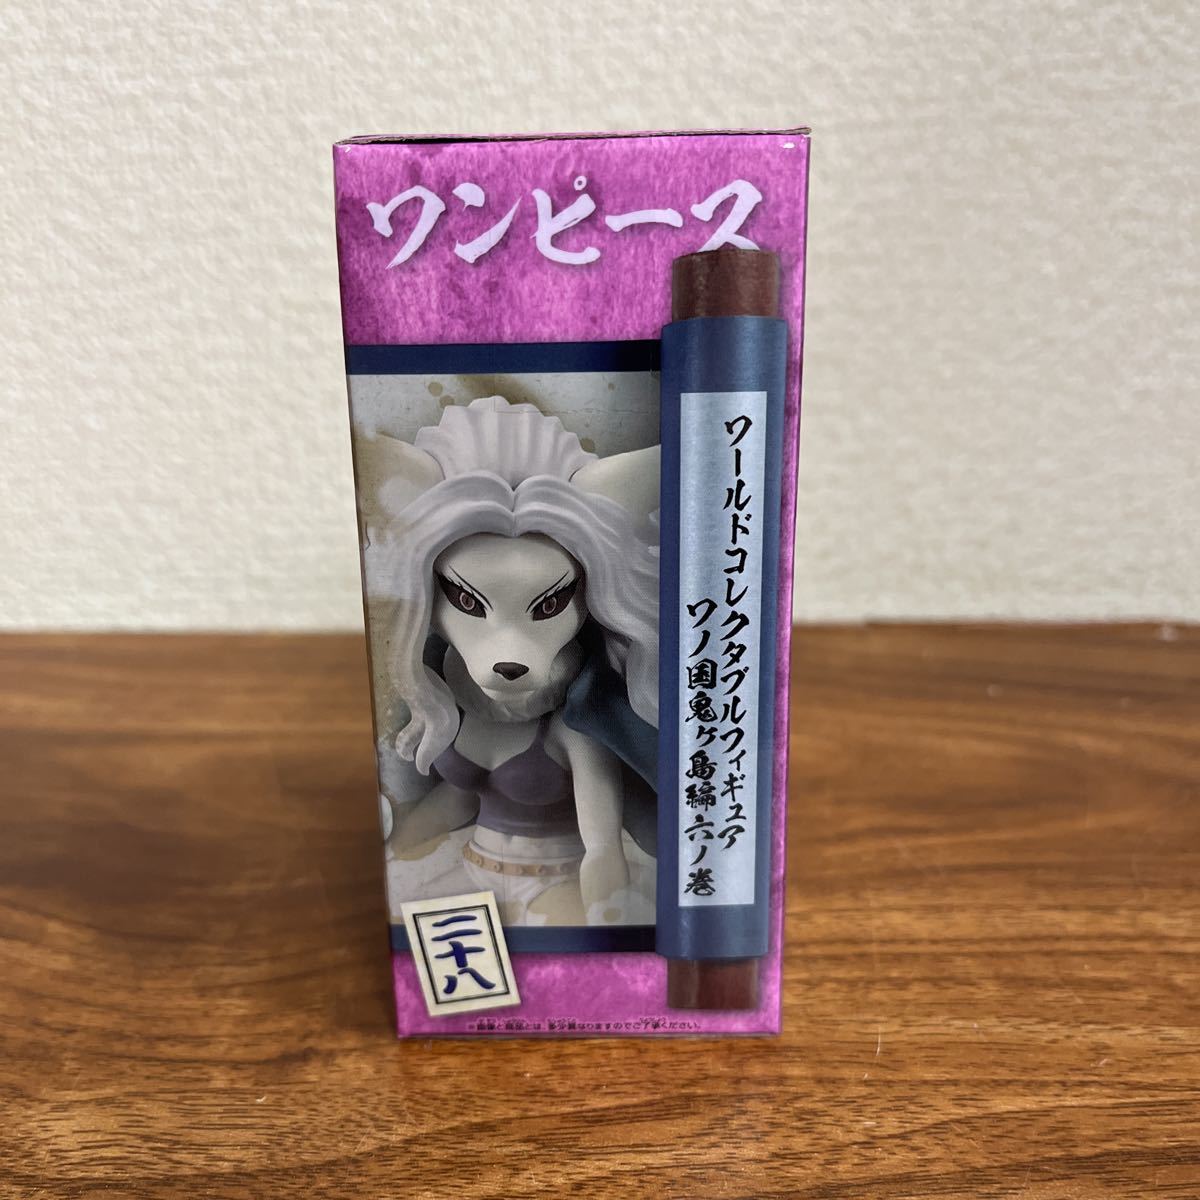 ワンピース
ワールドコレクタブルフィギュア
ワノ国鬼ヶ島編 六ノ巻
二十八